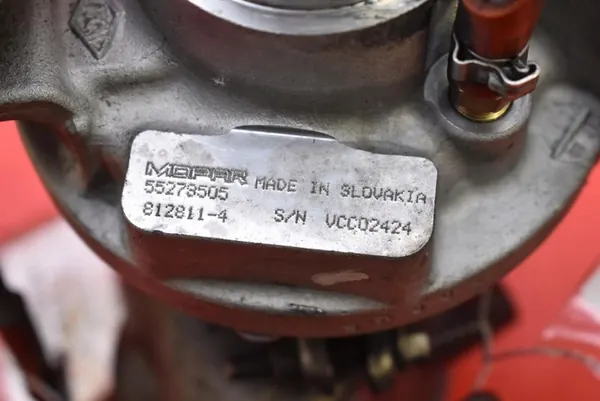 MOPAR
55278505 MADE IN SLOVAKIA
812811-4 S/N VCC02424